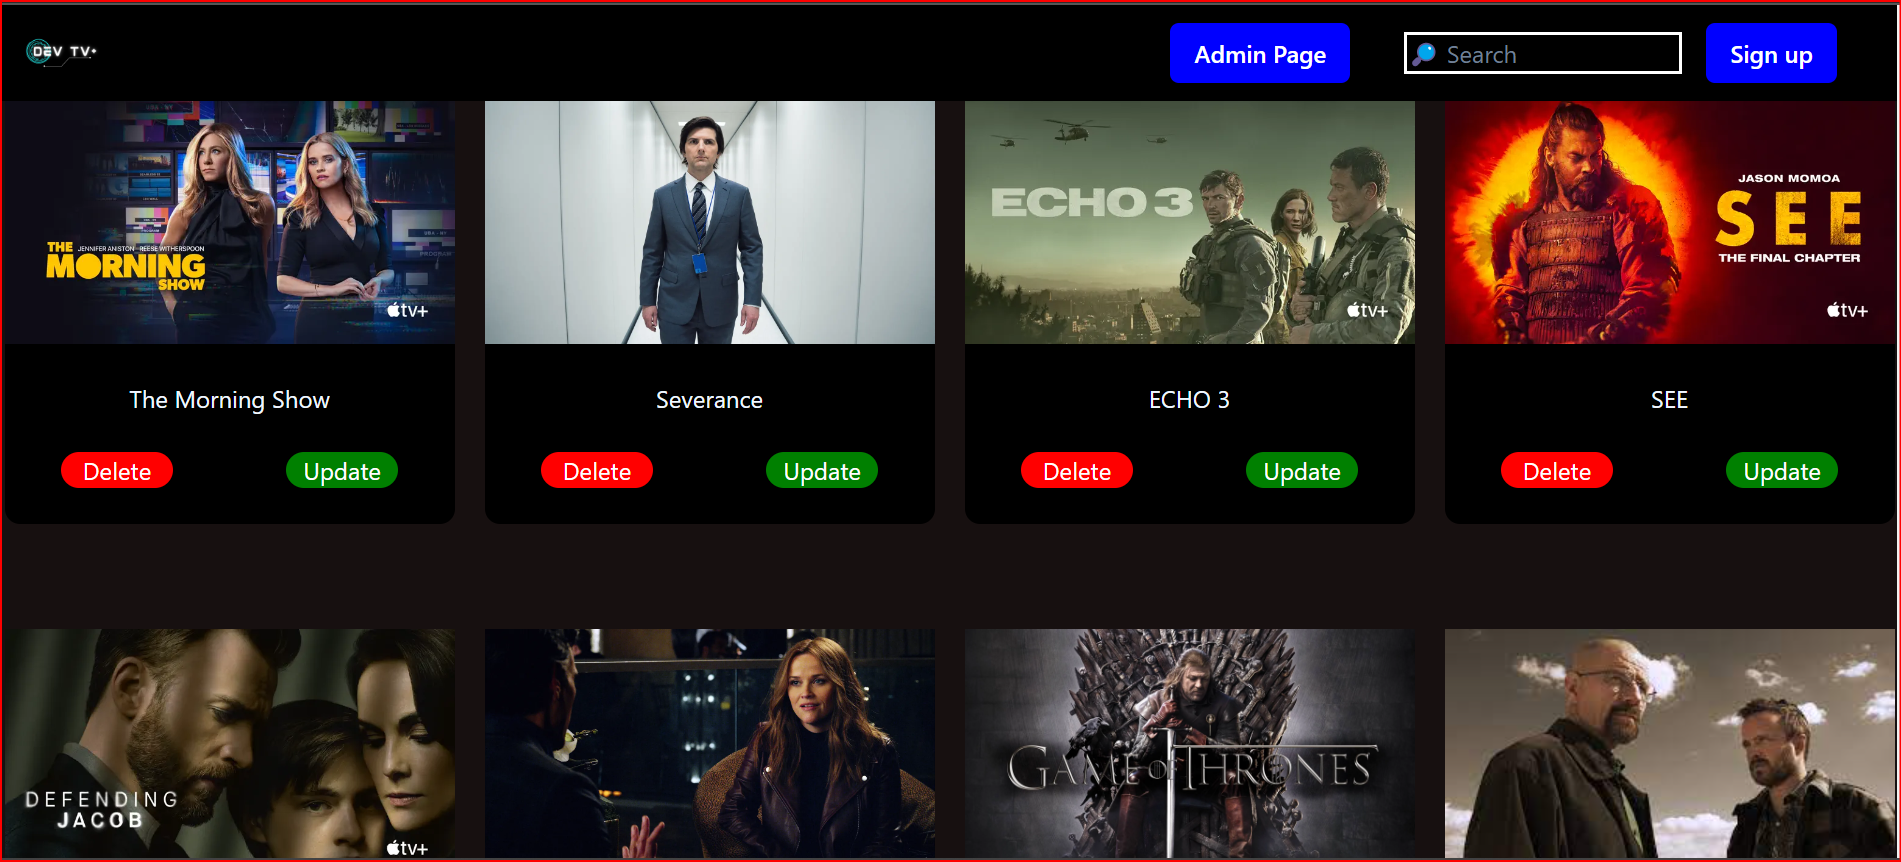 DEV TV+
Admin Page
Search
Sign up
THE
JENNIFER ANISTON REESE WITHERSPOON
MORNING
SHOW
tv+
ECHO 3
tv+
JASON MOMOA
SEE
THE FINAL CHAPTER
tv+
The Morning Show
Severance
ECHO 3
SEE
Delete
Update
Delete
Update
Delete
Update
Delete
Update
DEFENDING
JACOB
tv+
GAME OF THRONES